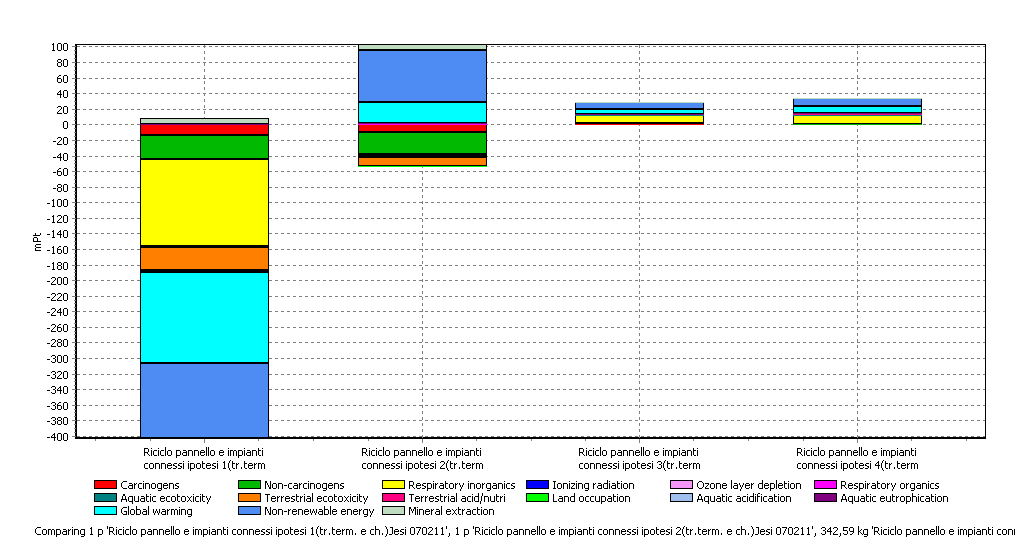 100
80
60
40
20
0
-20
-40
-60
-80
-100
-120
-140
-160
-180
-200
-220
-240
-260
-280
-300
-320
-340
-360
-380
-400
mPt
Riciclo pannello e impianti
connessi ipotesi 1(tr.term
Riciclo pannello e impianti
connessi ipotesi 2(tr.term
Riciclo pannello e impianti
connessi ipotesi 3(tr.term
Riciclo pannello e impianti
connessi ipotesi 4(tr.term
Carcinogens Non-carcinogens Respiratory inorganics Ionizing radiation Ozone layer depletion Respiratory organics
Aquatic ecotoxicity Terrestrial ecotoxicity Terrestrial acid/nutri Land occupation Aquatic acidification Aquatic eutrophication
Global warming Non-renewable energy Mineral extraction
Comparing 1 p 'Riciclo pannello e impianti connessi ipotesi 1(tr.term. e ch.)Jesi 070211', 1 p 'Riciclo pannello e impianti connessi ipotesi 2(tr.term. e ch.)Jesi 070211', 342,59 kg 'Riciclo pannello e impianti